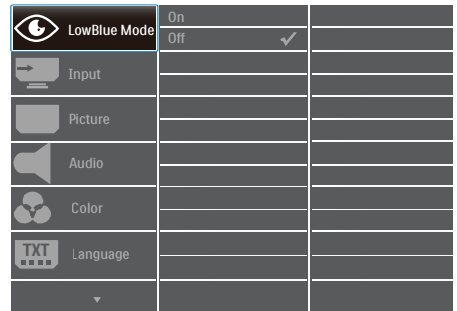 LowBlue Mode
On
Off
Input
Picture
Audio
Color
TXT
Language